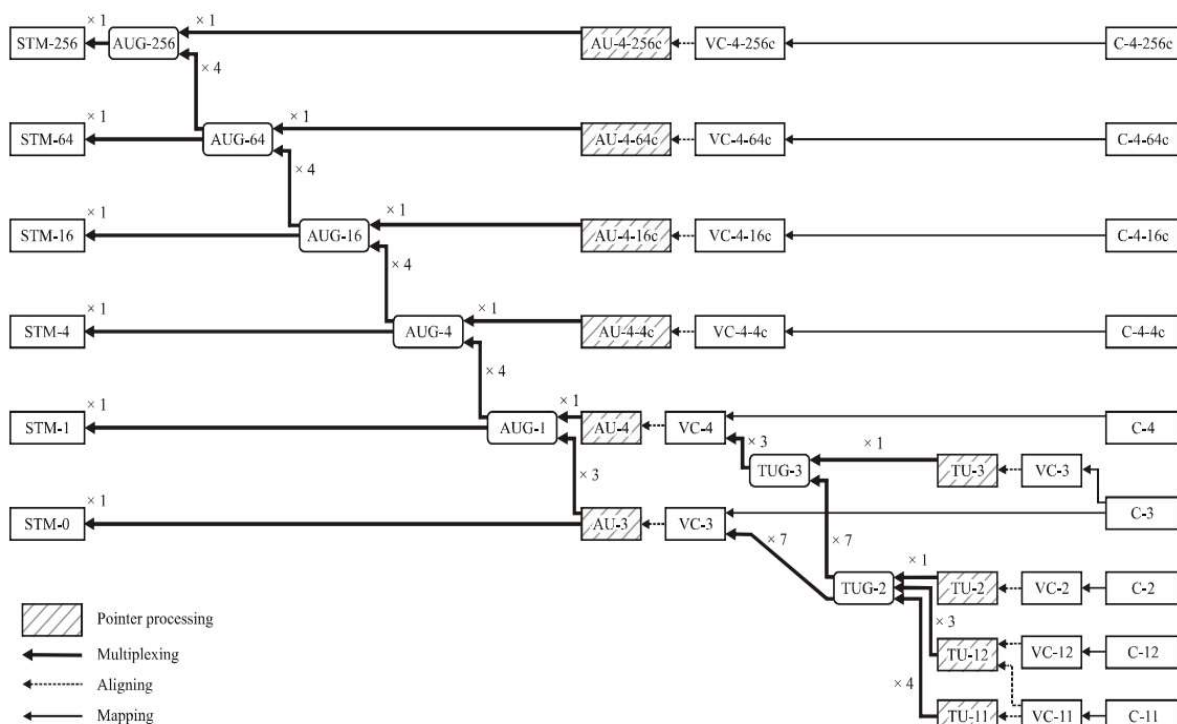 × 1
× 1
STM-256
AUG-256
AU-4-256c
VC-4-256c
C-4-256c
× 4
× 1
× 1
STM-64
AUG-64
AU-4-64c
VC-4-64c
C-4-64c
× 4
× 1
× 1
STM-16
AUG-16
AU-4-16c
VC-4-16c
C-4-16c
× 4
× 1
× 1
STM-4
AUG-4
AU-4-4c
VC-4-4c
C-4-4c
× 4
× 1
× 1
STM-1
AUG-1
AU-4
VC-4
C-4
× 3
× 1
TUG-3
TU-3
VC-3
× 3
× 1
STM-0
AU-3
VC-3
C-3
× 7
× 7
× 1
TUG-2
TU-2
VC-2
C-2
× 3
TU-12
VC-12
C-12
× 4
TU-11
VC-11
C-11
Pointer processing
Multiplexing
Aligning
Mapping